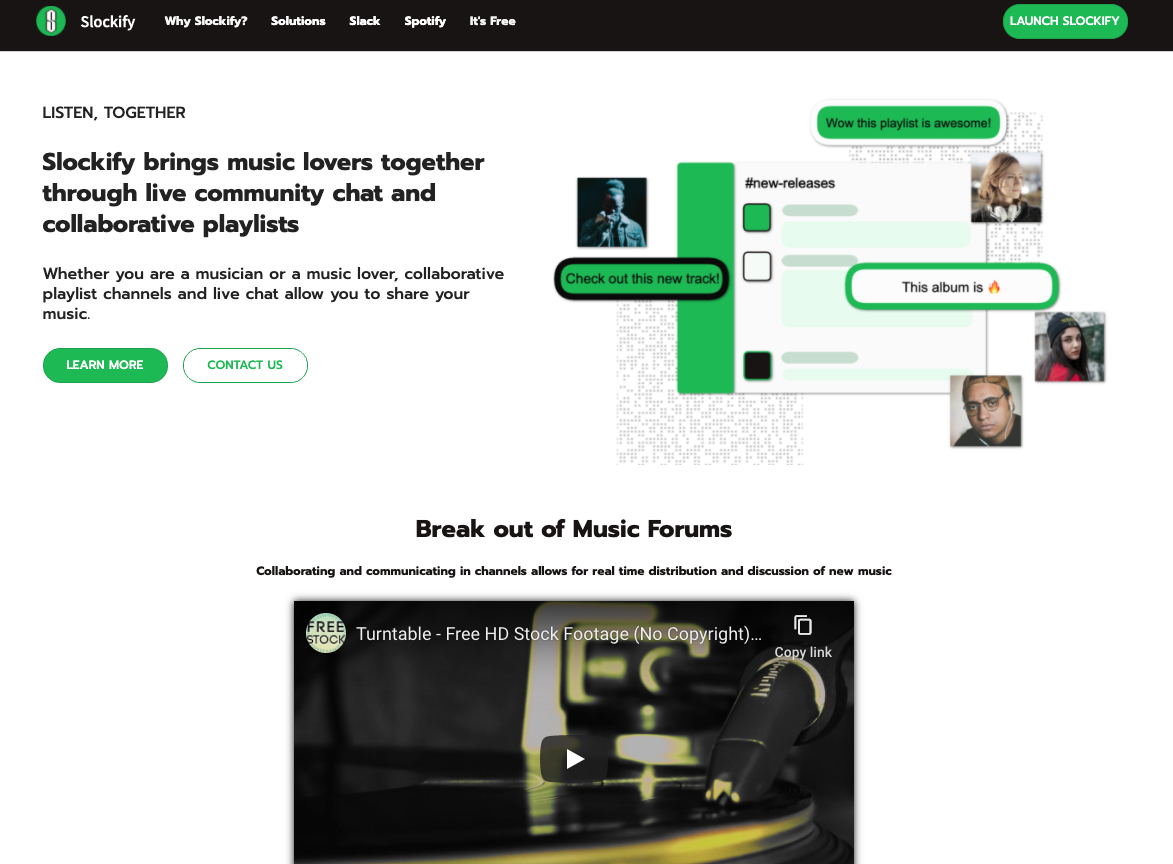 Slockify
Why Slockify?
Solutions
Slack
Spotify
It's Free
LAUNCH SLOCKIFY
LISTEN, TOGETHER
Slockify brings music lovers together
through live community chat and
collaborative playlists
Whether you are a musician or a music lover, collaborative
playlist channels and live chat allow you to share your
music.
LEARN MORE
CONTACT US
Wow this playlist is awesome!
#new-releases
Check out this new track!
This album is 🔥
Break out of Music Forums
Collaborating and communicating in channels allows for real time distribution and discussion of new music
FREE
STOCK
Turntable - Free HD Stock Footage (No Copyright)...
Copy link